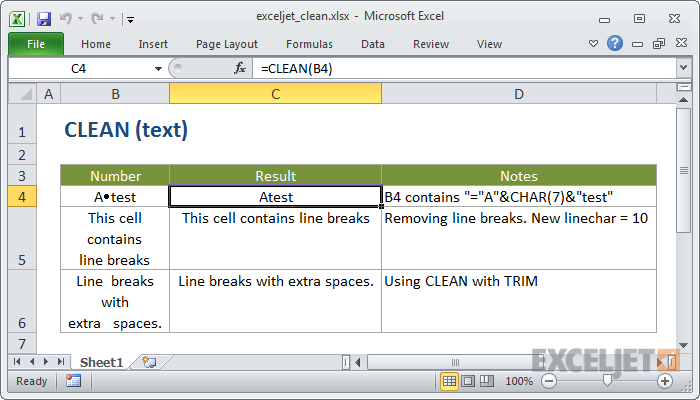 exceljet_clean.xlsx - Microsoft Excel
File Home Insert Page Layout Formulas Data Review View
C4 fx =CLEAN(B4)
A B C D
1 CLEAN (text)
2
3 Number Result Notes
4 A•test Atest B4 contains "="A"&CHAR(7)&"test"
This cell This cell contains line breaks Removing line breaks. New linechar = 10
contains
5 line breaks
Line  breaks Line breaks with extra spaces. Using CLEAN with TRIM
with
6 extra   spaces.
7
Sheet1
EXCELJET
Ready 100%